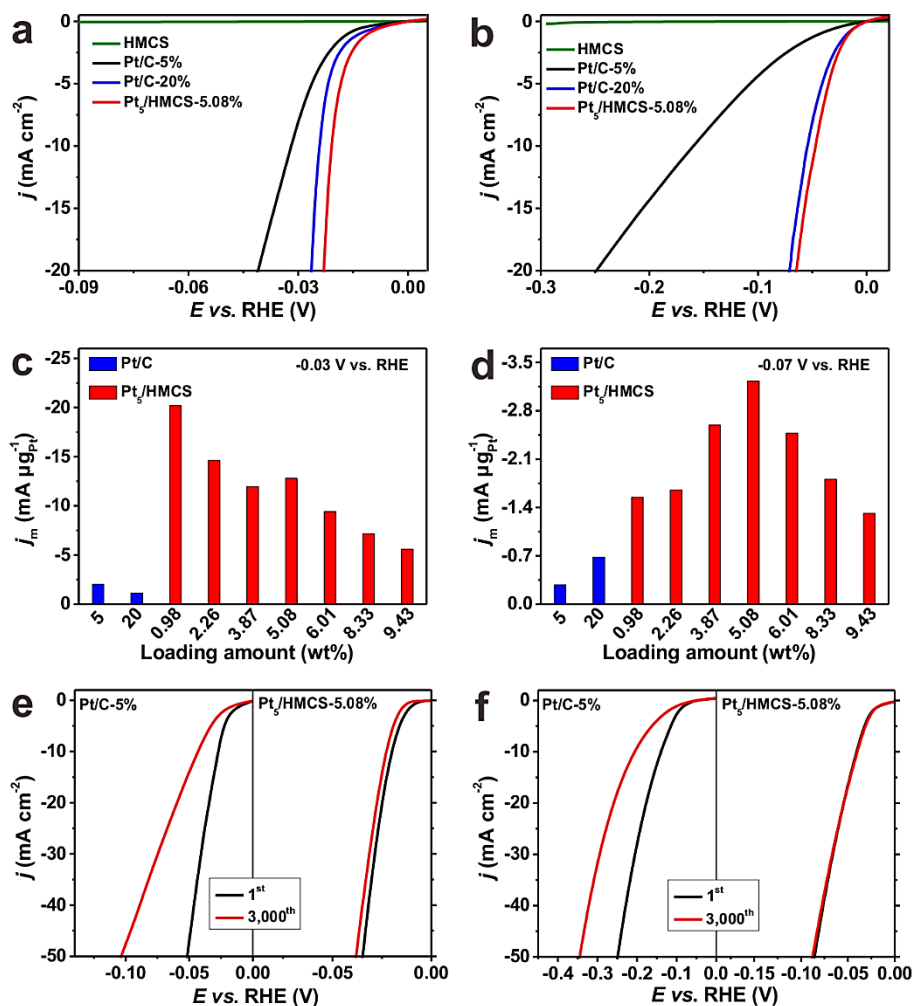 a
HMCS
Pt/C-5%
Pt/C-20%
Pt5/HMCS-5.08%
j (mA cm-2)
0
-5
-10
-15
-20
-0.09
-0.06
-0.03
0.00
E vs. RHE (V)
b
HMCS
Pt/C-5%
Pt/C-20%
Pt5/HMCS-5.08%
j (mA cm-2)
0
-5
-10
-15
-20
-0.3
-0.2
-0.1
0.0
E vs. RHE (V)
c
Pt/C
Pt5/HMCS
-0.03 V vs. RHE
jm (mA μg-1Pt)
-25
-20
-15
-10
-5
0
5
20
0.98
2.26
3.87
5.08
6.01
8.33
9.43
Loading amount (wt%)
d
Pt/C
Pt5/HMCS
-0.07 V vs. RHE
jm (mA μg-1Pt)
-3.5
-2.8
-2.1
-1.4
-0.7
0.0
5
20
0.98
2.26
3.87
5.08
6.01
8.33
9.43
Loading amount (wt%)
e
Pt/C-5%
Pt5/HMCS-5.08%
j (mA cm-2)
0
-10
-20
-30
-40
-50
1st
3,000th
-0.10
-0.05
0.00
-0.05
0.00
E vs. RHE (V)
f
Pt/C-5%
Pt5/HMCS-5.08%
j (mA cm-2)
0
-10
-20
-30
-40
-50
1st
3,000th
-0.4
-0.3
-0.2
-0.1
0.0
-0.15
-0.10
-0.05
0.00
E vs. RHE (V)